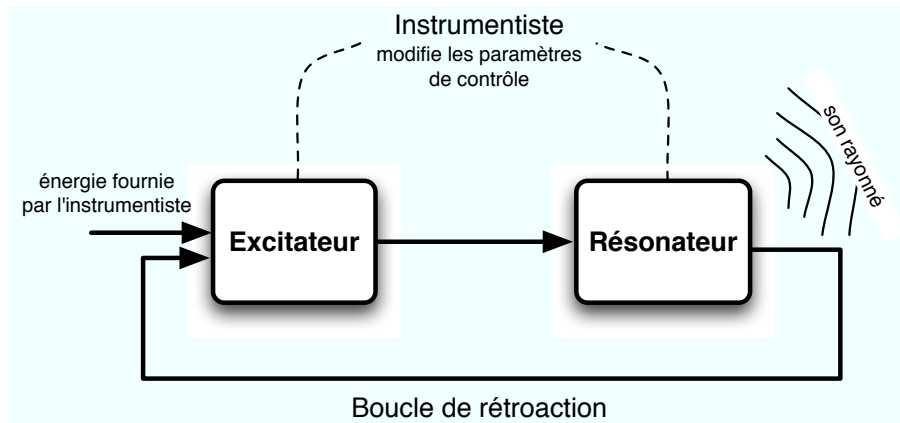 Instrumentiste
modifie les paramètres
de contrôle
son rayonné
énergie fournie
par l'instrumentiste
Excitateur
Résonateur
Boucle de rétroaction